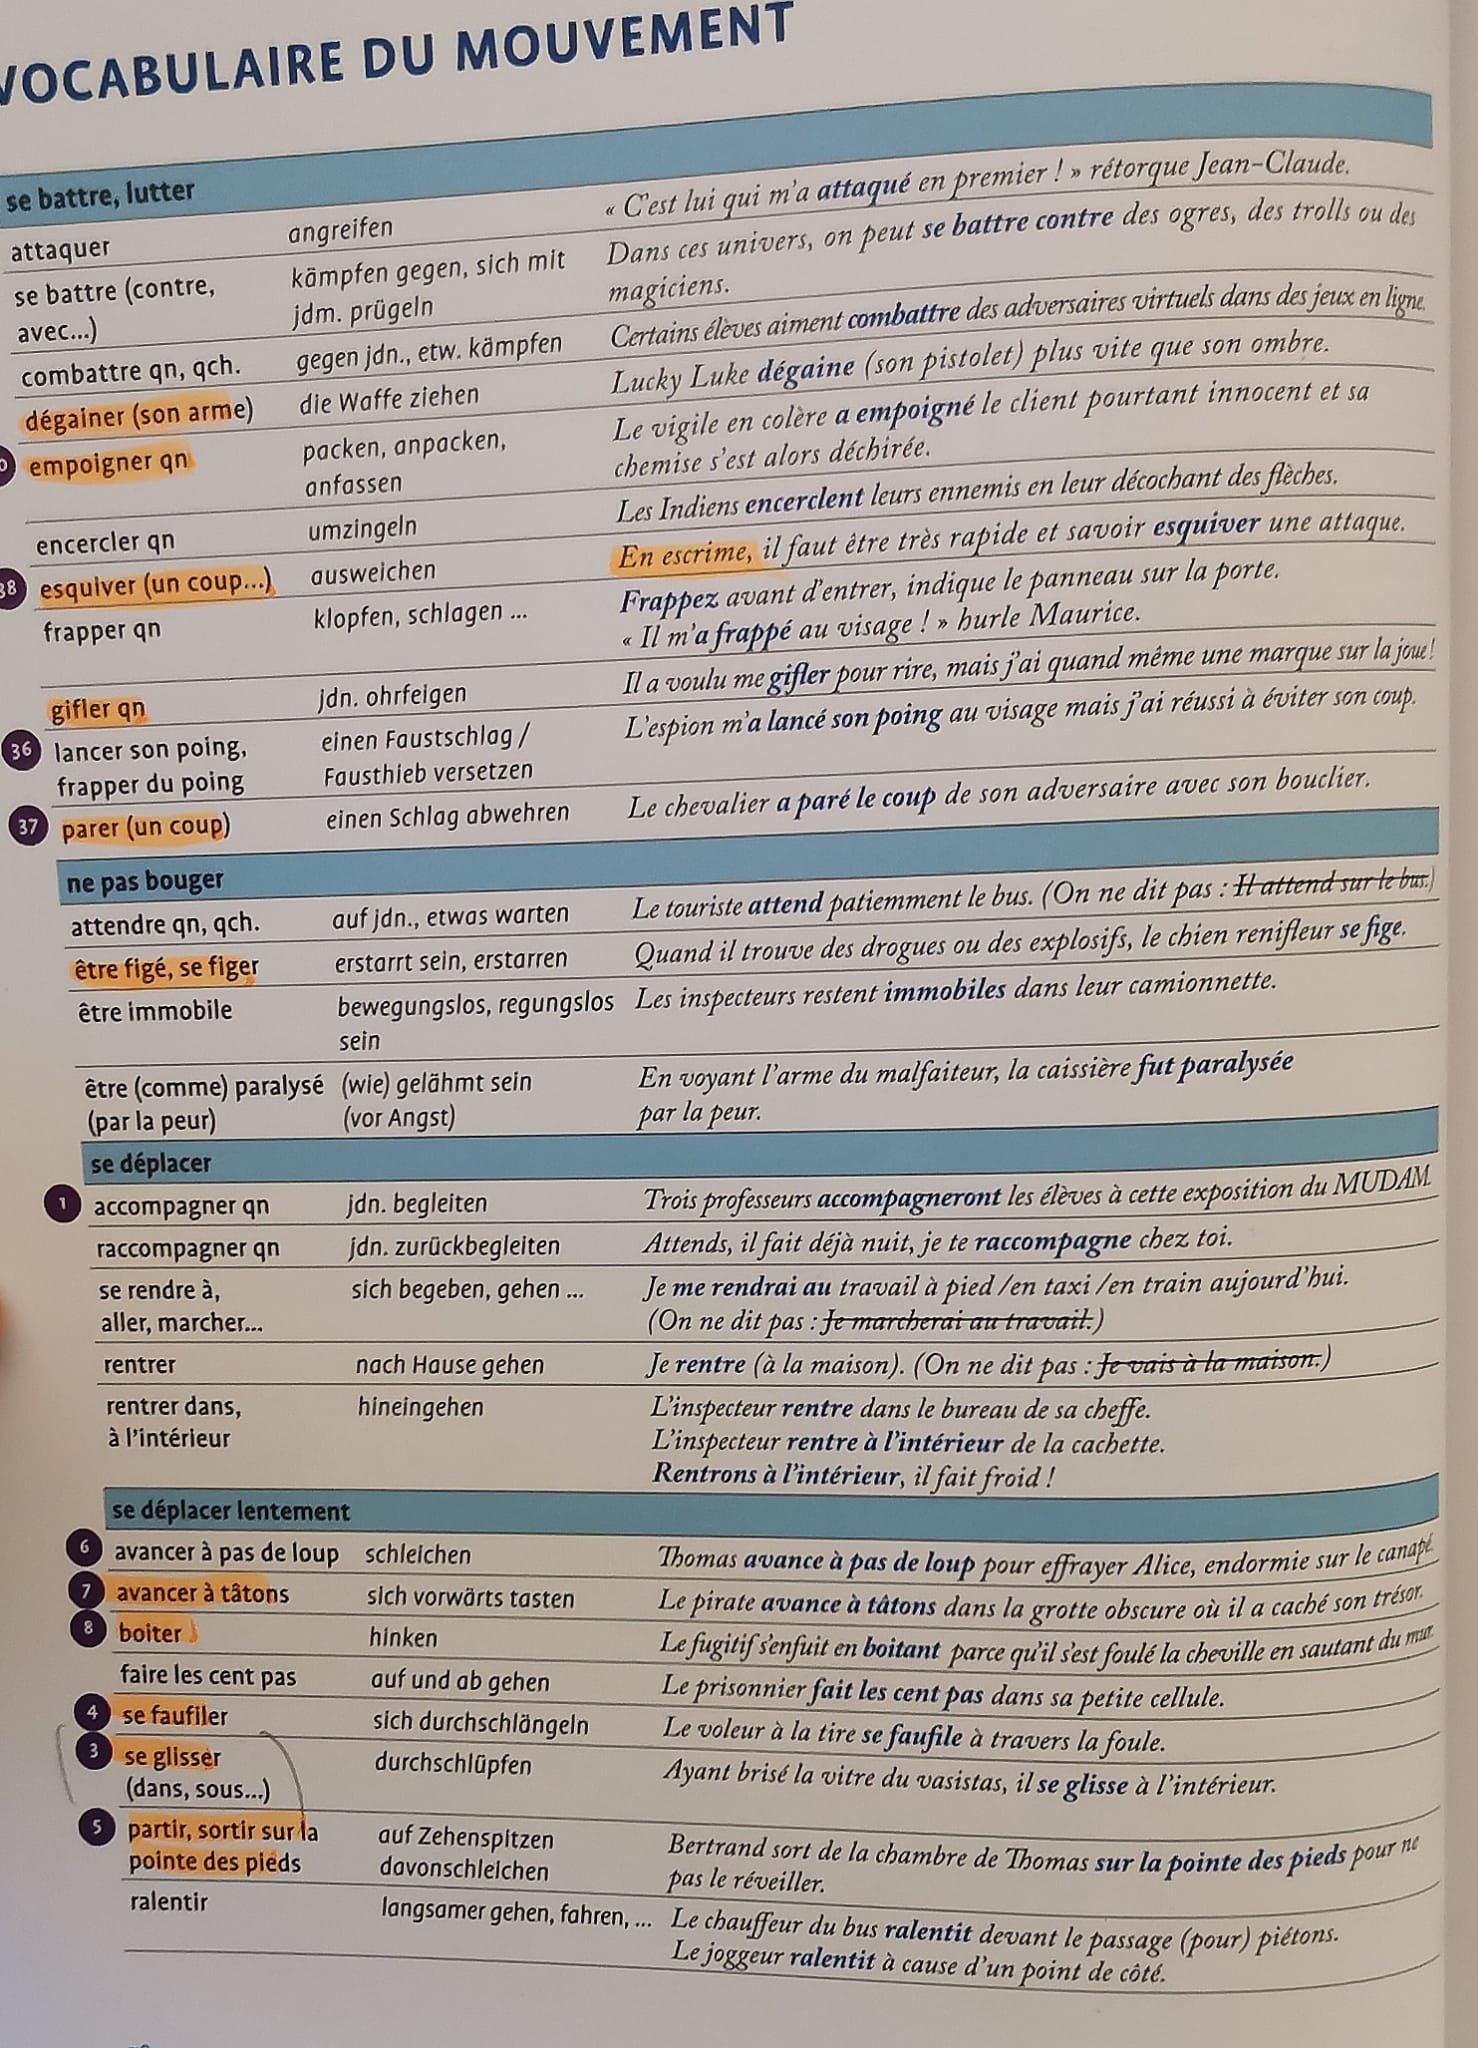 VOCABULAIRE DU MOUVEMENT
se battre, lutter
attaquer angreifen « C'est lui qui m'a attaqué en premier ! » rétorque Jean-Claude.
se battre (contre, kämpfen gegen, sich mit Dans ces univers, on peut se battre contre des ogres, des trolls ou des
avec...) jdm. prügeln magiciens.
combattre qn, qch. gegen jdn., etw. kämpfen Certains élèves aiment combattre des adversaires virtuels dans des jeux en ligne.
dégainer (son arme) die Waffe ziehen Lucky Luke dégaine (son pistolet) plus vite que son ombre.
empoigner qn packen, anpacken, Le vigile en colère a empoigné le client pourtant innocent et sa
anfassen chemise s'est alors déchirée.
encercler qn umzingeln Les Indiens encerclent leurs ennemis en leur décochant des flèches.
38 esquiver (un coup...) ausweichen En escrime, il faut être très rapide et savoir esquiver une attaque.
frapper qn klopfen, schlagen ... Frappez avant d'entrer, indique le panneau sur la porte.
« Il m'a frappé au visage ! » hurle Maurice.
gifler qn jdn. ohrfeigen Il a voulu me gifler pour rire, mais j'ai quand même une marque sur la joue !
36 lancer son poing, einen Faustschlag / L'espion m'a lancé son poing au visage mais j'ai réussi à éviter son coup.
frapper du poing Fausthieb versetzen
37 parer (un coup) einen Schlag abwehren Le chevalier a paré le coup de son adversaire avec son bouclier.
ne pas bouger
attendre qn, qch. auf jdn., etwas warten Le touriste attend patiemment le bus. (On ne dit pas : Il attend sur le bus.)
être figé, se figer erstarrt sein, erstarren Quand il trouve des drogues ou des explosifs, le chien renifleur se fige.
être immobile bewegungslos, regungslos Les inspecteurs restent immobiles dans leur camionnette.
sein
être (comme) paralysé (wie) gelähmt sein En voyant l'arme du malfaiteur, la caissière fut paralysée
(par la peur) (vor Angst) par la peur.
se déplacer
1 accompagner qn jdn. begleiten Trois professeurs accompagneront les élèves à cette exposition du MUDAM.
raccompagner qn jdn. zurückbegleiten Attends, il fait déjà nuit, je te raccompagne chez toi.
se rendre à, sich begeben, gehen ... Je me rendrai au travail à pied /en taxi /en train aujourd'hui.
aller, marcher... (On ne dit pas : Je marcherai au travail.)
rentrer nach Hause gehen Je rentre (à la maison). (On ne dit pas : Je vais à la maison.)
rentrer dans, hineingehen L'inspecteur rentre dans le bureau de sa cheffe.
à l'intérieur L'inspecteur rentre à l'intérieur de la cachette.
Rentrons à l'intérieur, il fait froid !
se déplacer lentement
6 avancer à pas de loup schleichen Thomas avance à pas de loup pour effrayer Alice, endormie sur le canapé.
7 avancer à tâtons sich vorwärts tasten Le pirate avance à tâtons dans la grotte obscure où il a caché son trésor.
8 boiter hinken Le fugitif s'enfuit en boitant parce qu'il s'est foulé la cheville en sautant du mur.
faire les cent pas auf und ab gehen Le prisonnier fait les cent pas dans sa petite cellule.
4 se faufiler sich durchschlängeln Le voleur à la tire se faufile à travers la foule.
3 se glisser durchschlüpfen Ayant brisé la vitre du vasistas, il se glisse à l'intérieur.
(dans, sous...)
5 partir, sortir sur la auf Zehenspitzen Bertrand sort de la chambre de Thomas sur la pointe des pieds pour ne
pointe des pieds davonschleichen pas le réveiller.
ralentir langsamer gehen, fahren, ... Le chauffeur du bus ralentit devant le passage (pour) piétons.
Le joggeur ralentit à cause d'un point de côté.